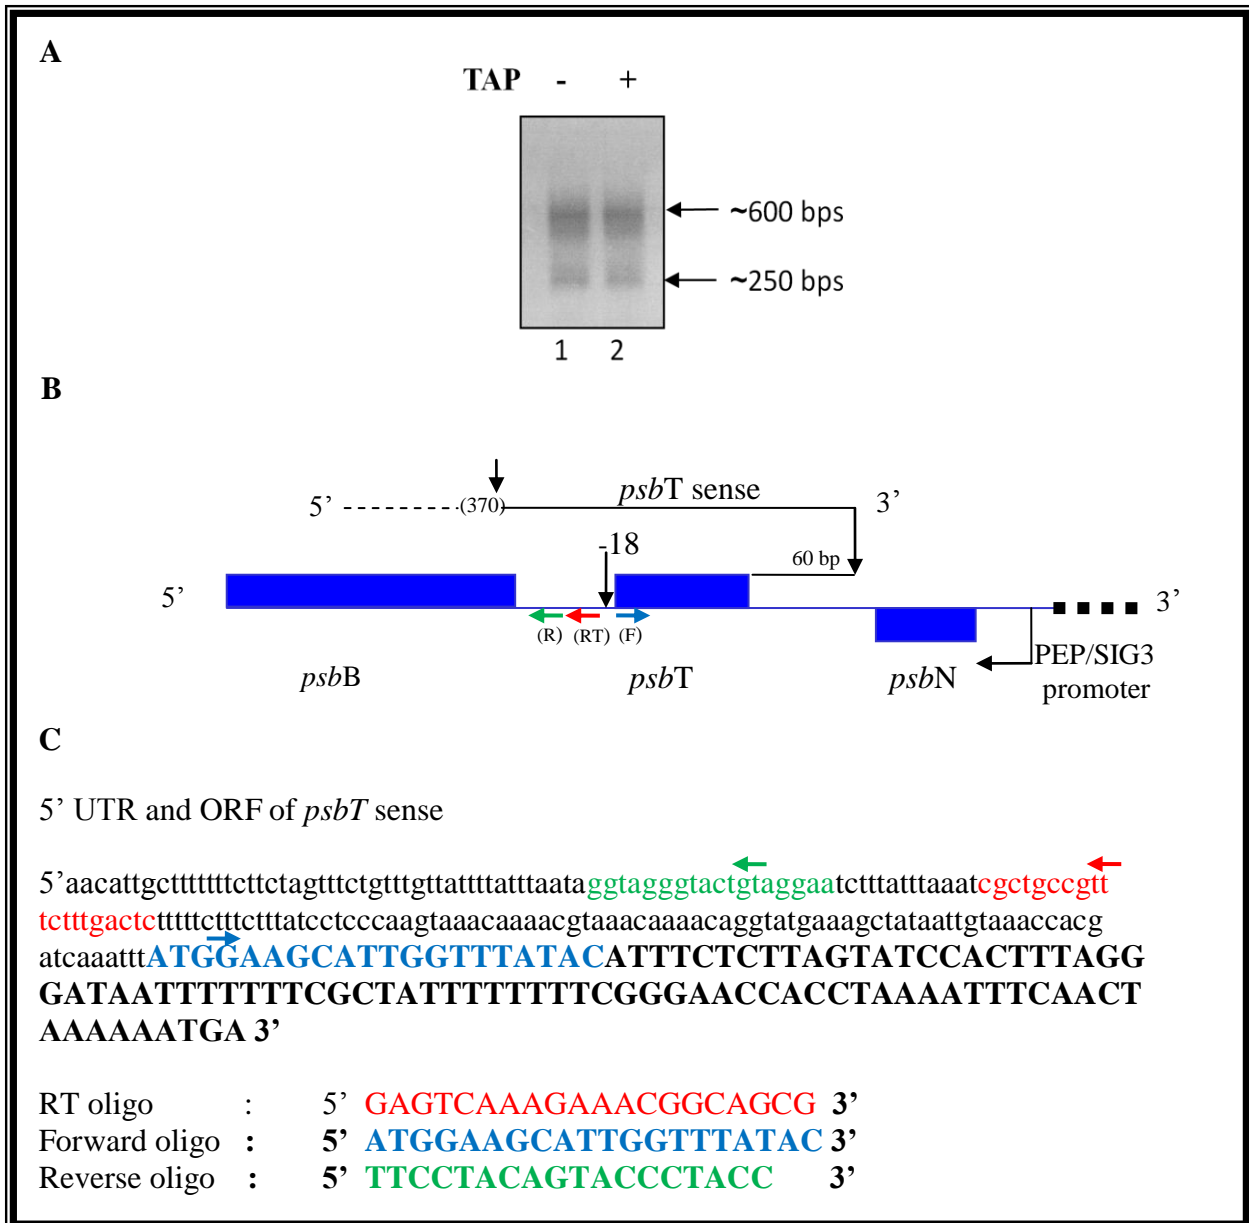 A
TAP - +
~600 bps
~250 bps
1 2
B
psbT sense
5’ (370) 3’
-18
60 bp
5’ 3’
(R) (RT) (F)
PEP/SIG3
promoter
psbB psbT psbN
C
5’ UTR and ORF of psbT sense
5’aacattgctttttttcttctagtttctgtttgttattttatttaataggtagggtactgtaggaatctttatttaaatcgctgccgtt
tctttgactctttttctttctttatcctcccaagtaaacaaaacgtaaacaaaacaggtatgaaagctataattgtaaaccacg
atcaaatttATGGAAGCATTGGTTTATACATTTCTCTTAGTATCCACTTTAGG
GATAATTTTTTTCGCTATTTTTTTTCGGGAACCACCTAAAATTTCAACT
AAAAAATGA 3’
RT oligo : 5’ GAGTCAAAGAAACGGCAGCG 3’
Forward oligo : 5’ ATGGAAGCATTGGTTTATAC 3’
Reverse oligo : 5’ TTCCTACAGTACCCTACC 3’